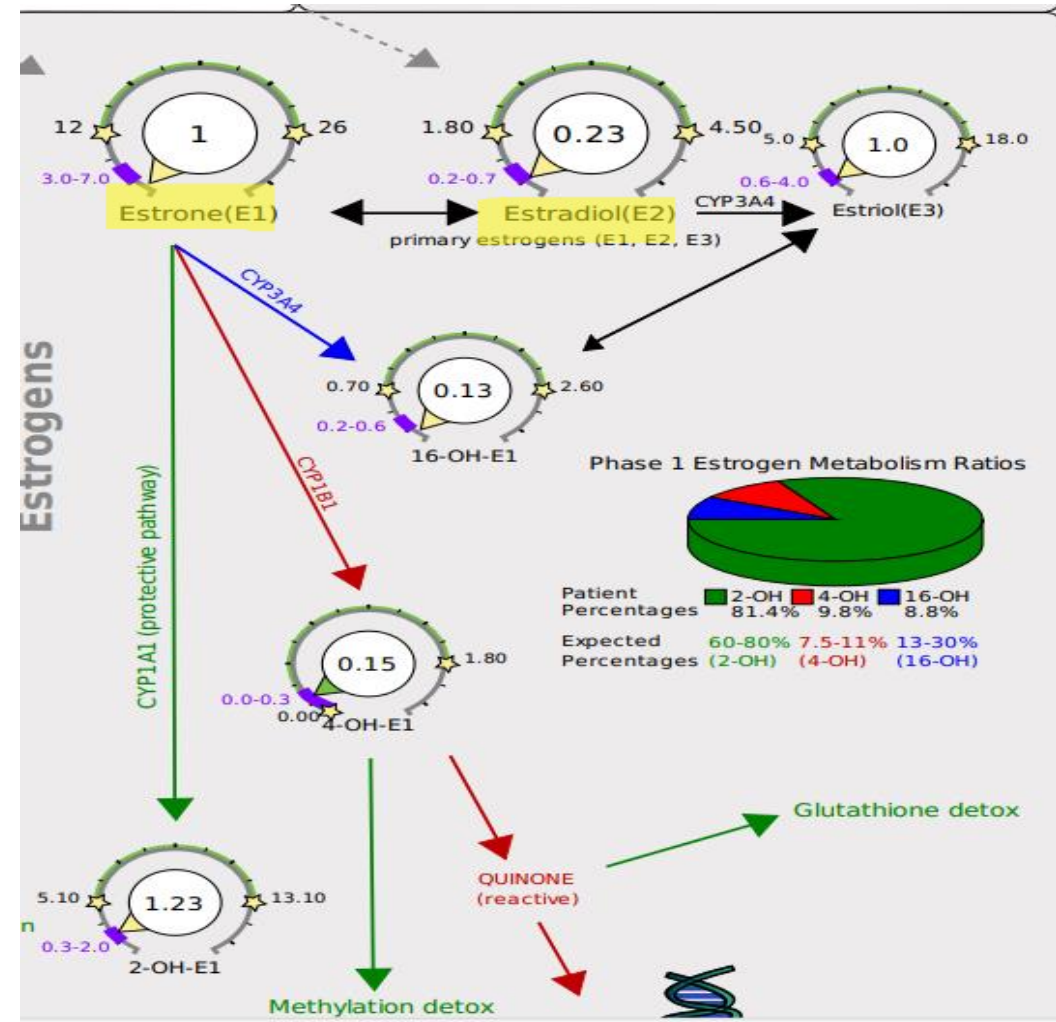 12
1
26
3.0-7.0
Estrone(E1)
1.80
0.23
4.50
0.2-0.7
Estradiol(E2)
primary estrogens (E1, E2, E3)
CYP3A4
5.0
1.0
18.0
0.6-4.0
Estriol(E3)
CYP3A4
0.70
0.13
2.60
0.2-0.6
16-OH-E1
Estrogens
CYP1A1 (protective pathway)
CYP1B1
Phase 1 Estrogen Metabolism Ratios
Patient 2-OH 4-OH 16-OH
Percentages 81.4% 9.8% 8.8%
Expected 60-80% 7.5-11% 13-30%
Percentages (2-OH) (4-OH) (16-OH)
0.15
1.80
0.0-0.3
0.00
4-OH-E1
Glutathione detox
QUINONE
(reactive)
5.10
1.23
13.10
n
0.3-2.0
2-OH-E1
Methylation detox